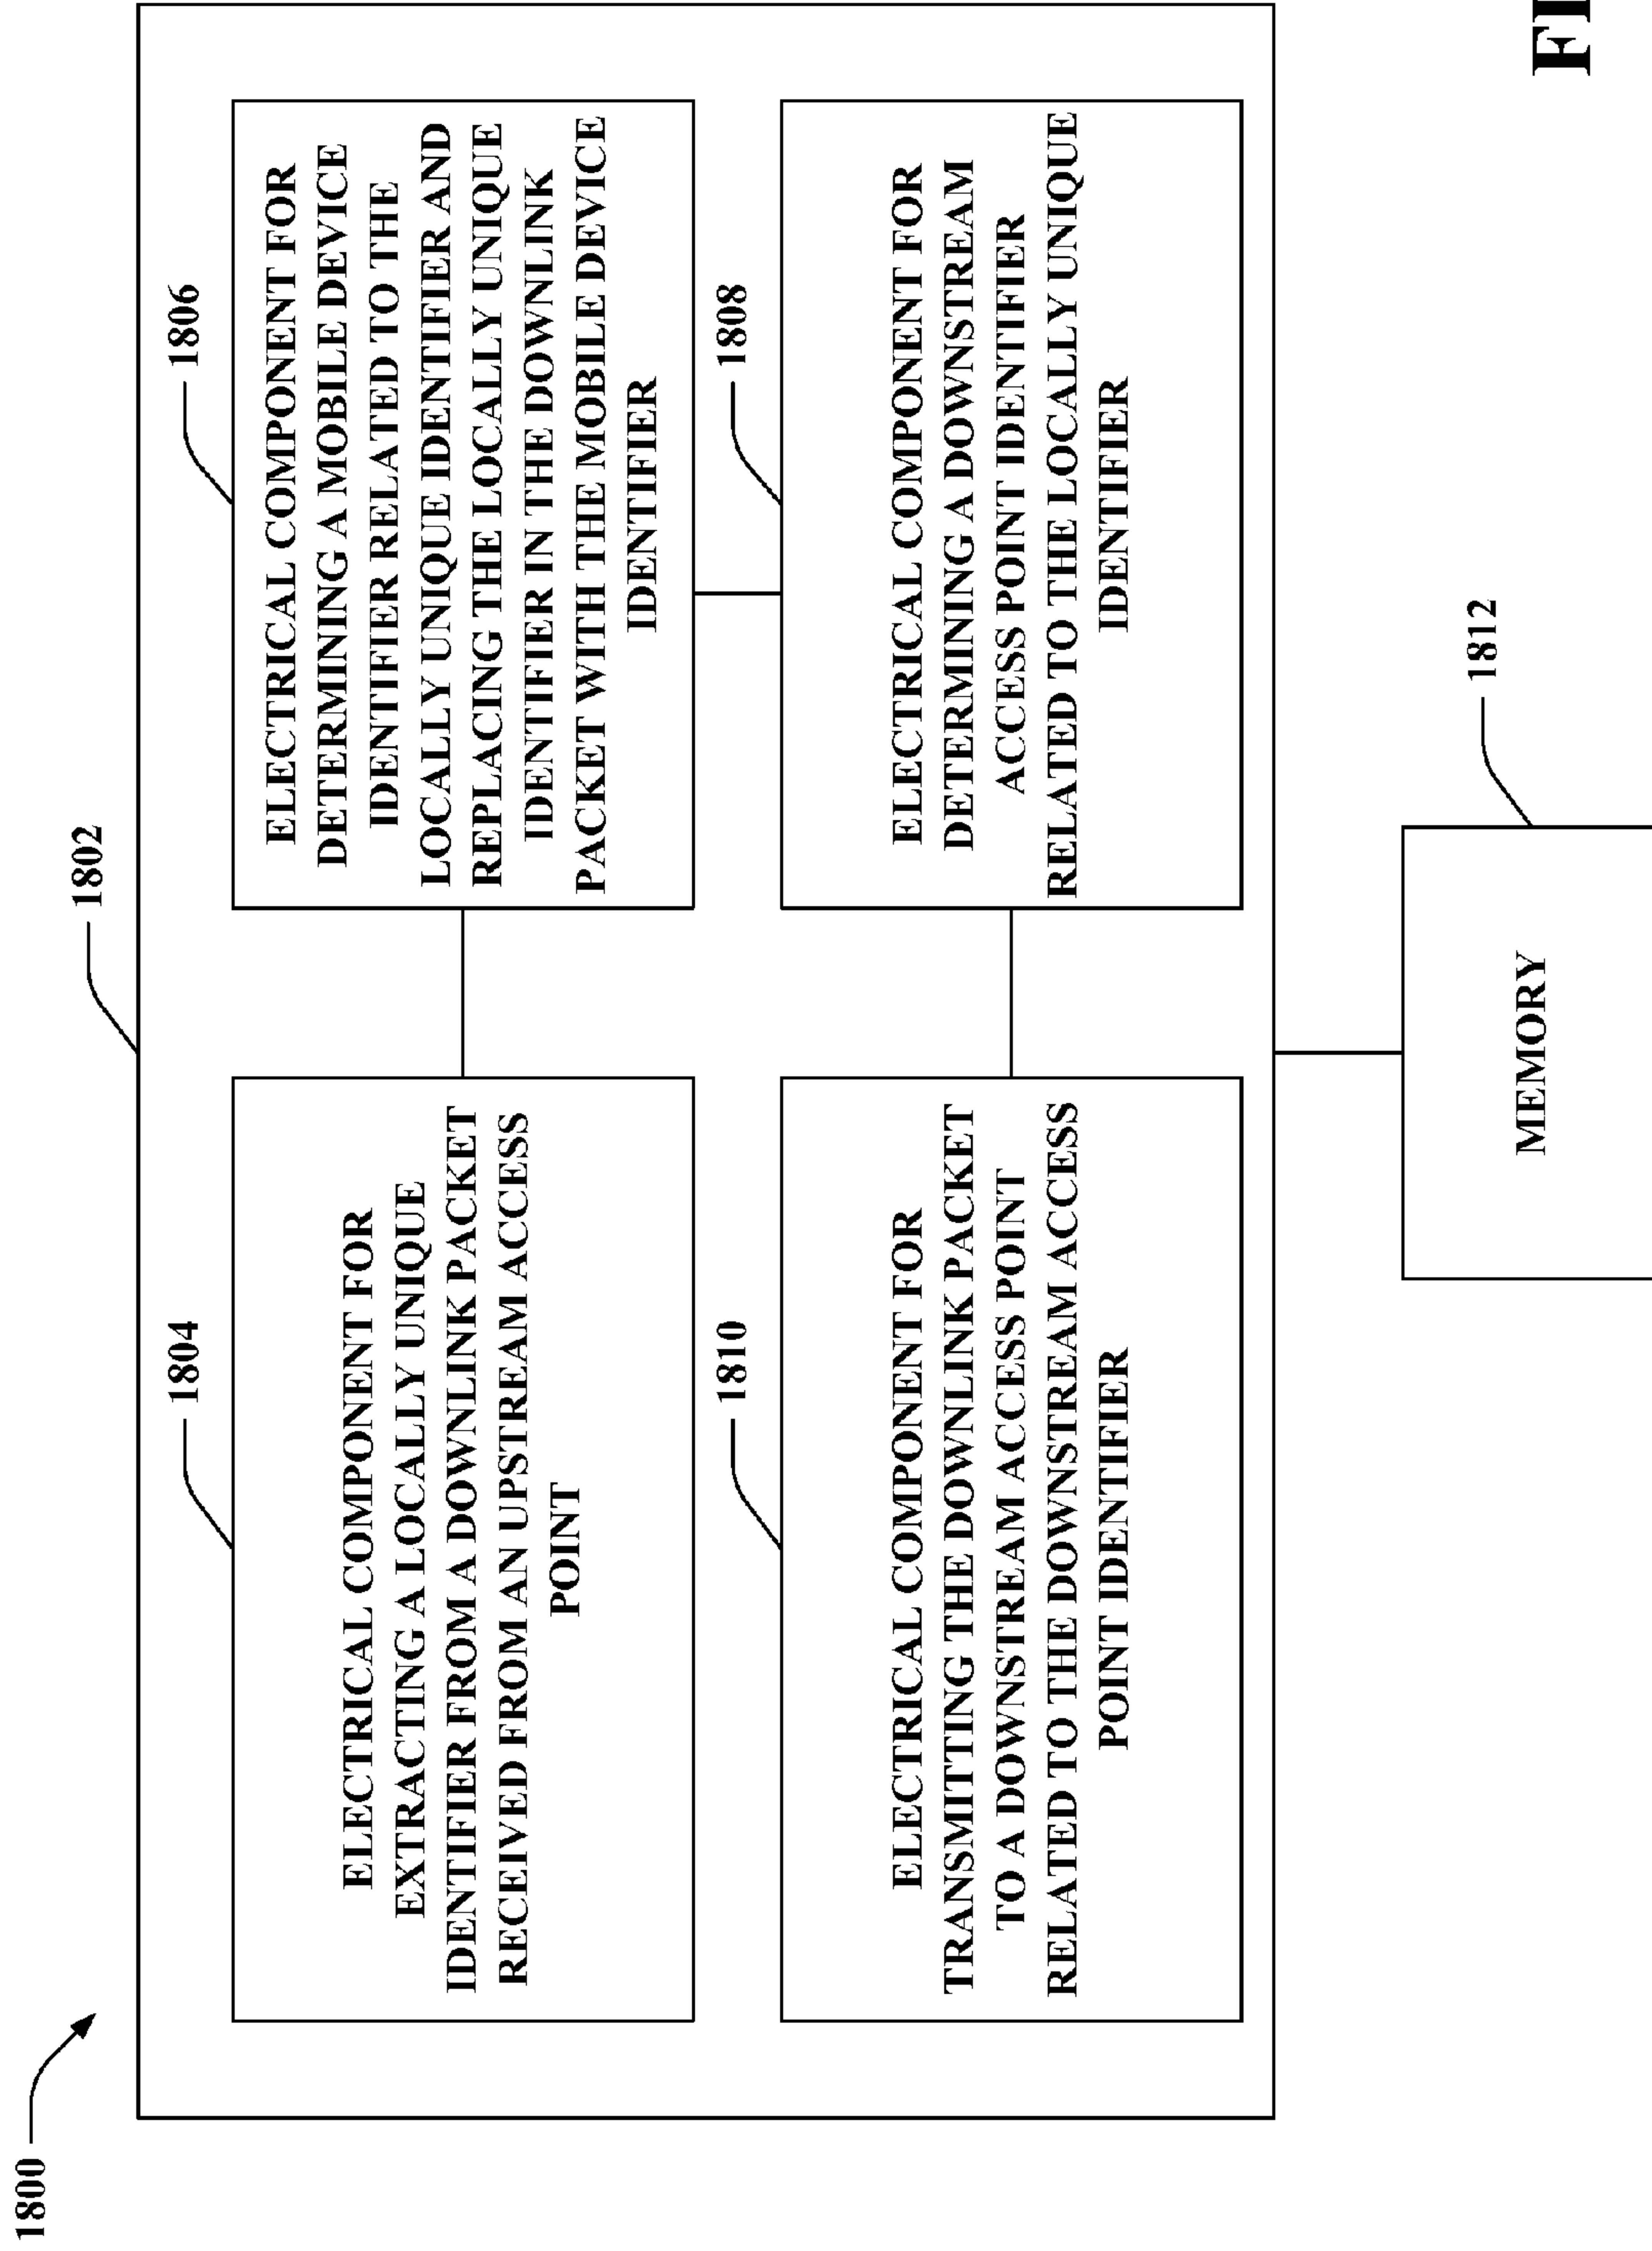 1800
1802
1804
ELECTRICAL COMPONENT FOR
EXTRACTING A LOCALLY UNIQUE
IDENTIFIER FROM A DOWNLINK PACKET
RECEIVED FROM AN UPSTREAM ACCESS
POINT
1806
ELECTRICAL COMPONENT FOR
DETERMINING A MOBILE DEVICE
IDENTIFIER RELATED TO THE
LOCALLY UNIQUE IDENTIFIER AND
REPLACING THE LOCALLY UNIQUE
IDENTIFIER IN THE DOWNLINK
PACKET WITH THE MOBILE DEVICE
IDENTIFIER
1810
ELECTRICAL COMPONENT FOR
TRANSMITTING THE DOWNLINK PACKET
TO A DOWNSTREAM ACCESS POINT
RELATED TO THE DOWNSTREAM ACCESS
POINT IDENTIFIER
1808
ELECTRICAL COMPONENT FOR
DETERMINING A DOWNSTREAM
ACCESS POINT IDENTIFIER
RELATED TO THE LOCALLY UNIQUE
IDENTIFIER
1812
MEMORY